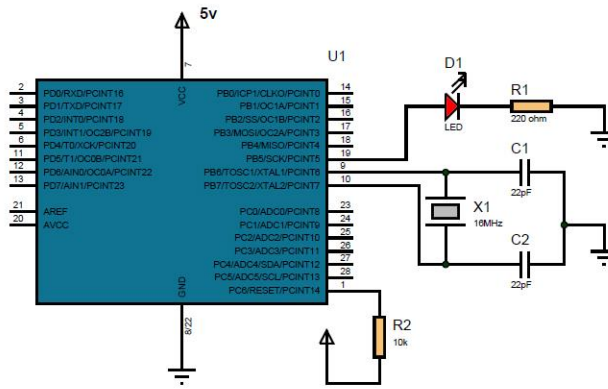 5v
U1
7
VCC
2 PD0/RXD/PCINT16
3 PD1/TXD/PCINT17
4 PD2/INT0/PCINT18
5 PD3/INT1/OC2B/PCINT19
6 PD4/T0/XCK/PCINT20
11 PD5/T1/OC0B/PCINT21
12 PD6/AIN0/OC0A/PCINT22
13 PD7/AIN1/PCINT23
21 AREF
20 AVCC
PB0/ICP1/CLKO/PCINT0 14
PB1/OC1A/PCINT1 15
PB2/SS/OC1B/PCINT2 16
PB3/MOSI/OC2A/PCINT3 17
PB4/MISO/PCINT4 18
PB5/SCK/PCINT5 19
PB6/TOSC1/XTAL1/PCINT6 9
PB7/TOSC2/XTAL2/PCINT7 10
PC0/ADC0/PCINT8 23
PC1/ADC1/PCINT9 24
PC2/ADC2/PCINT10 25
PC3/ADC3/PCINT11 26
PC4/ADC4/SDA/PCINT12 27
PC5/ADC5/SCL/PCINT13 28
PC6/RESET/PCINT14 1
GND
8/22
D1
LED
R1
220 ohm
C1
22pF
X1
16MHz
C2
22pF
R2
10k